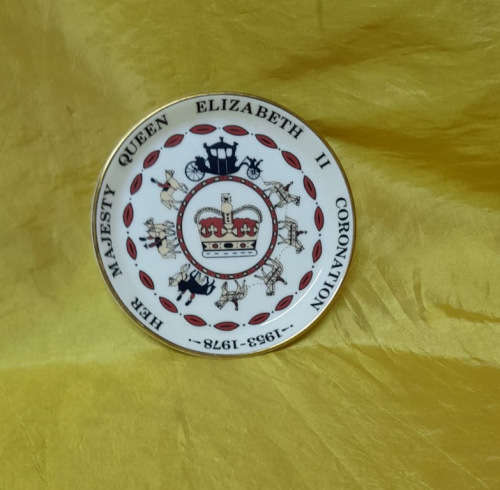 HER MAJESTY QUEEN ELIZABETH II CORONATION
1953-1978